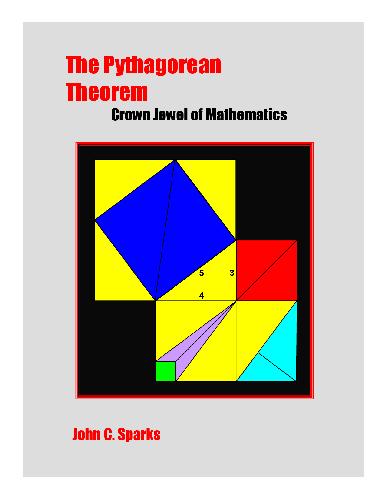 The Pythagorean
Theorem
Crown Jewel of Mathematics
5 3
4
John C. Sparks